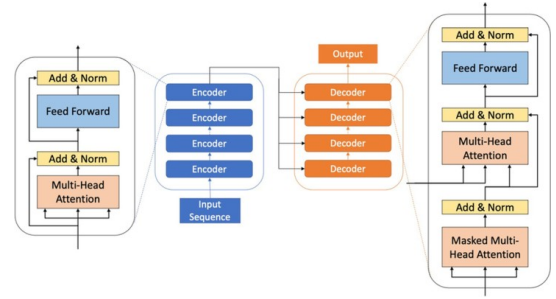 Add & Norm
Feed Forward
Add & Norm
Multi-Head
Attention
Encoder
Encoder
Encoder
Encoder
Input
Sequence
Output
Decoder
Decoder
Decoder
Decoder
Add & Norm
Feed Forward
Add & Norm
Multi-Head
Attention
Add & Norm
Masked Multi-
Head Attention